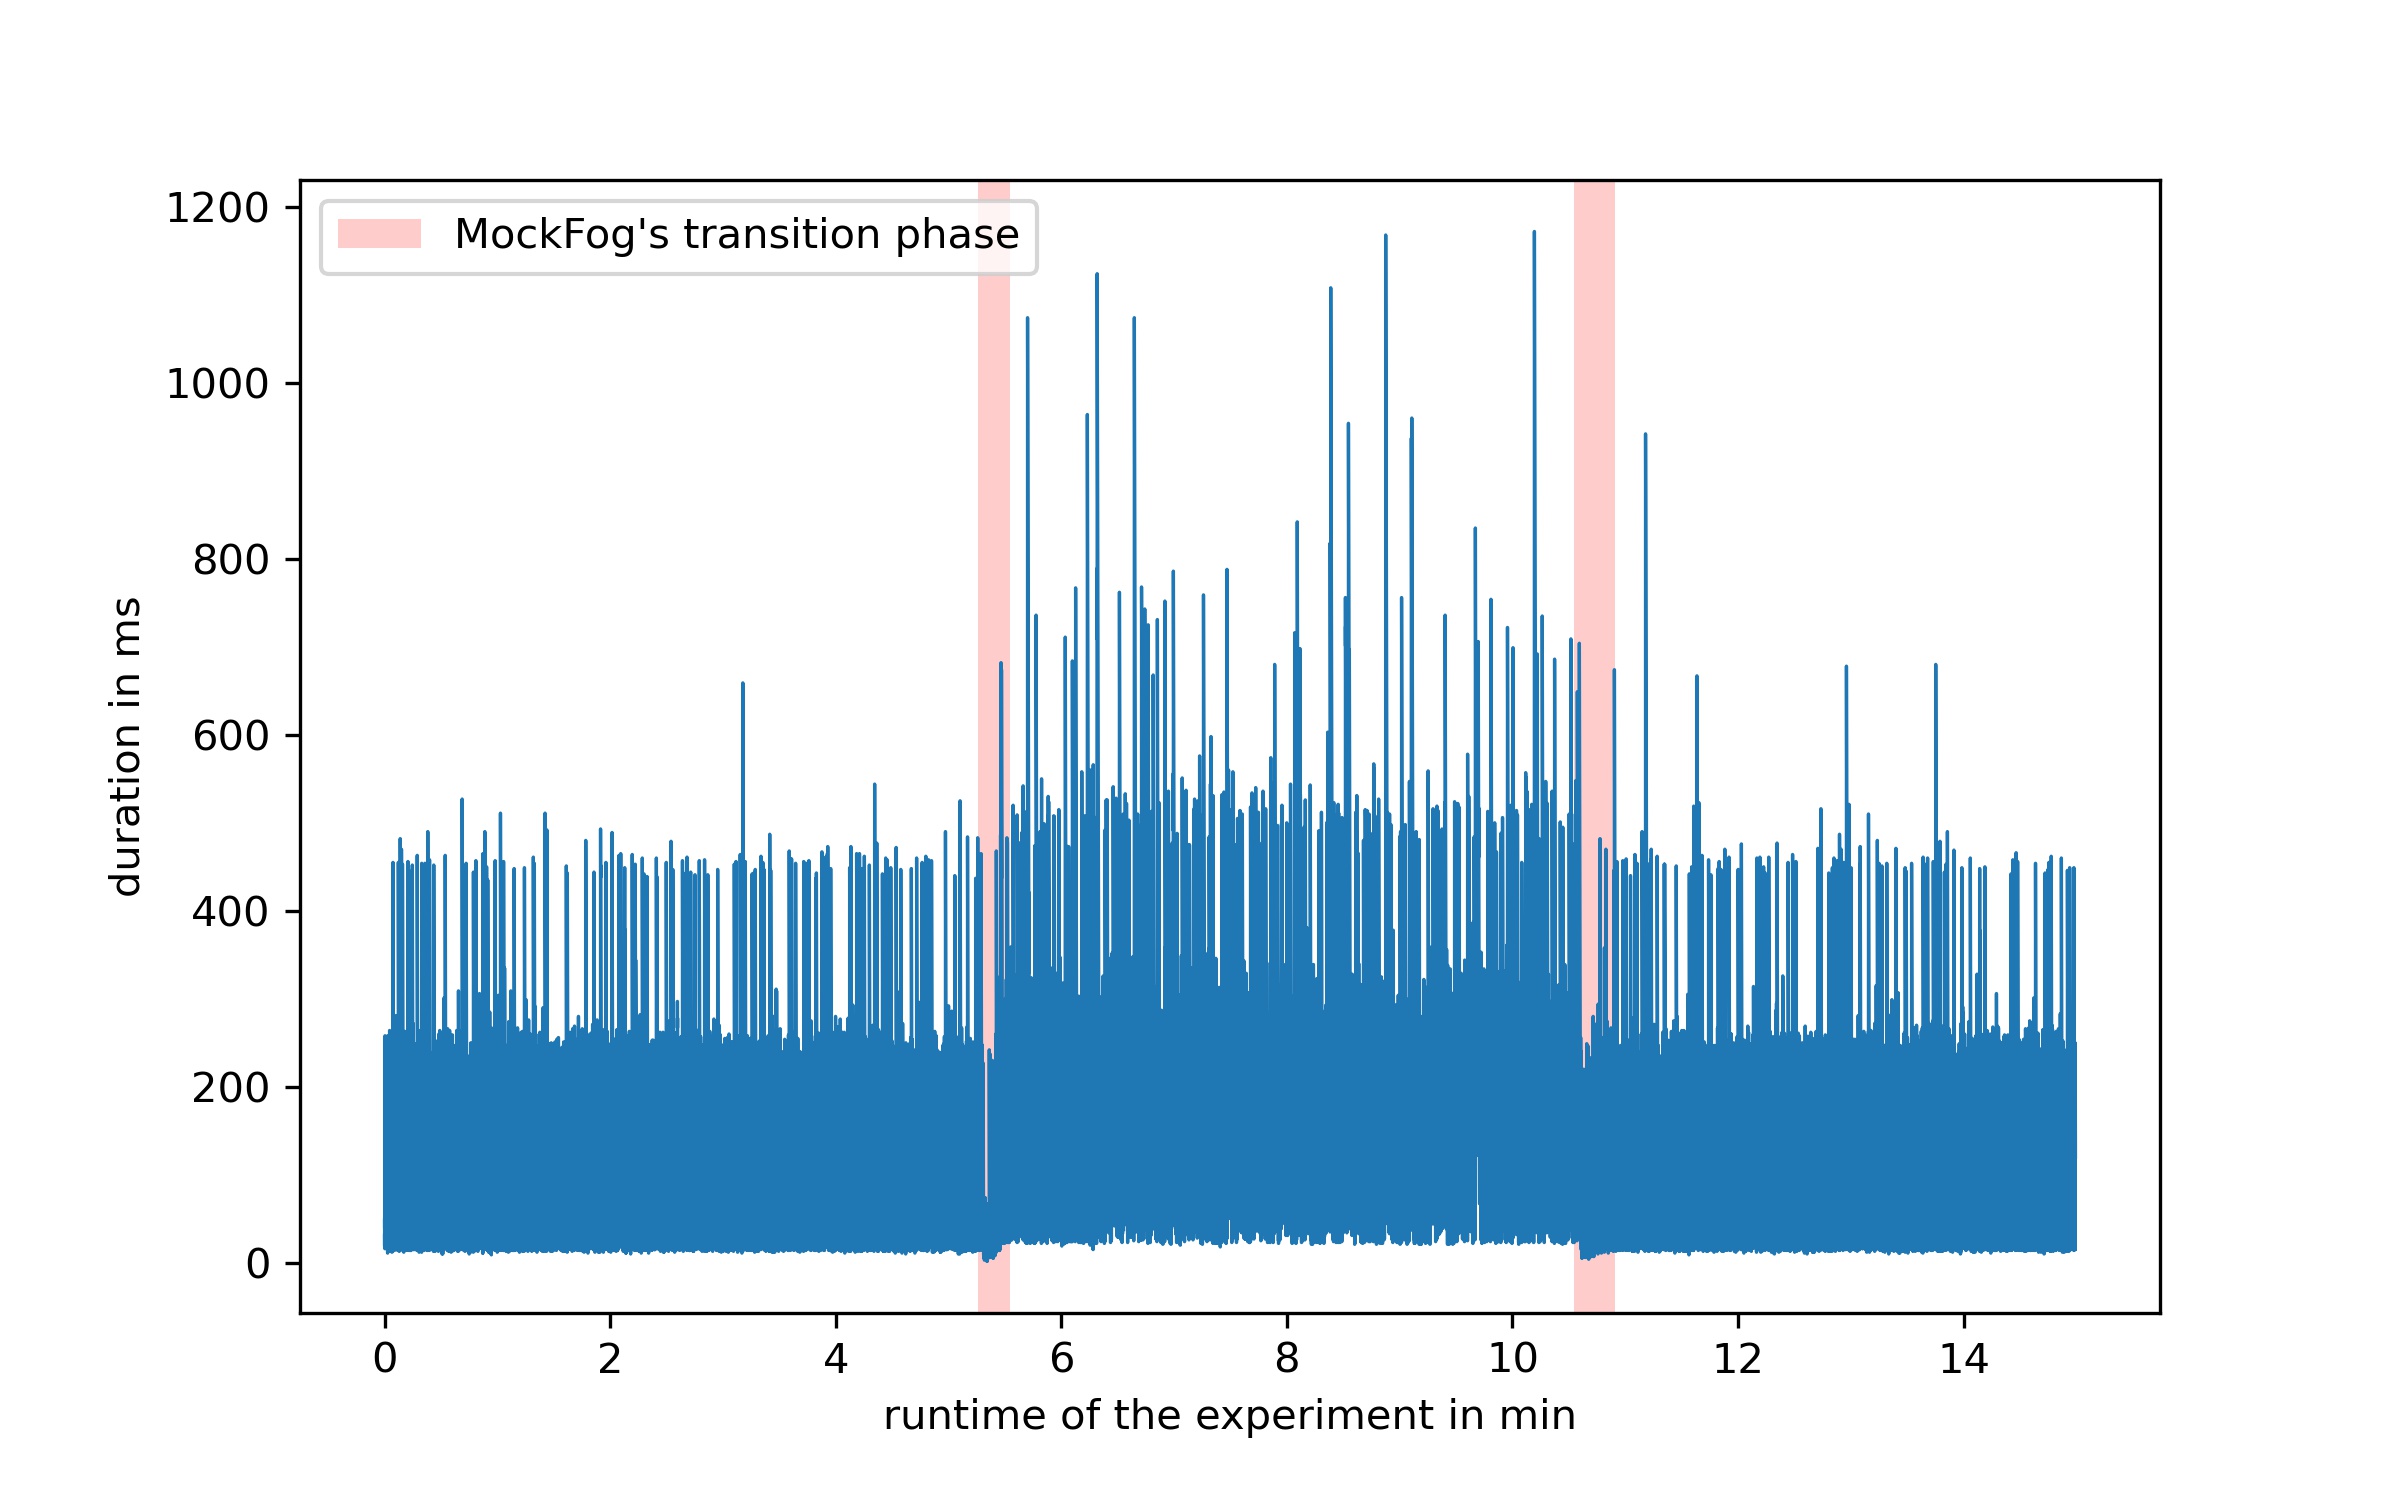 MockFog's transition phase
1200
1000
800
600
400
200
0
duration in ms
0 2 4 6 8 10 12 14
runtime of the experiment in min